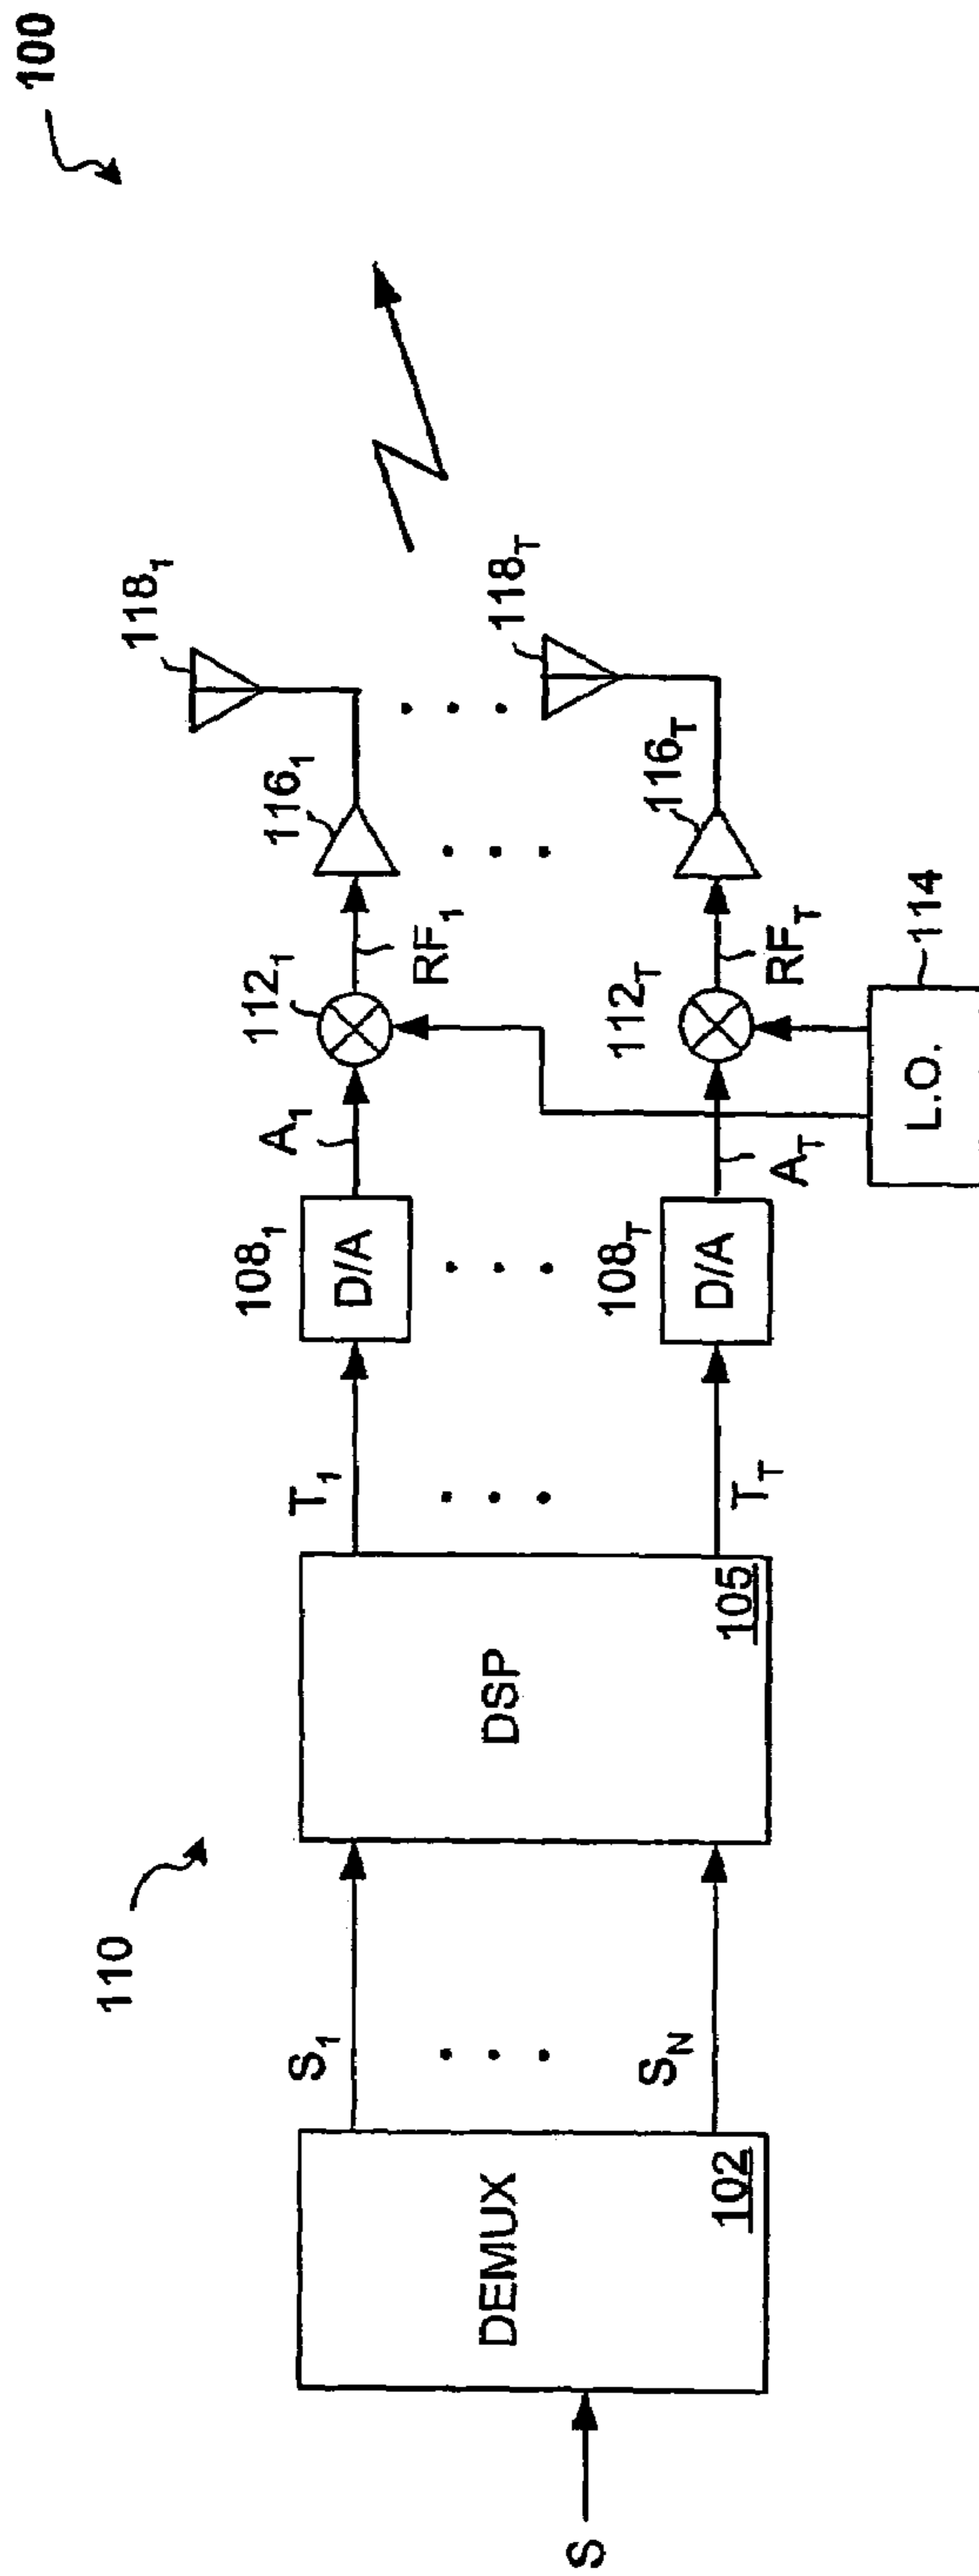 100
110
S
DEMUX
102
S1
. . .
SN
DSP
105
T1
. . .
TT
1081
D/A
. . .
108T
D/A
A1
AT
1121
112T
L.O.
114
RF1
RFT
1161
. . .
116T
1181
. . .
118T